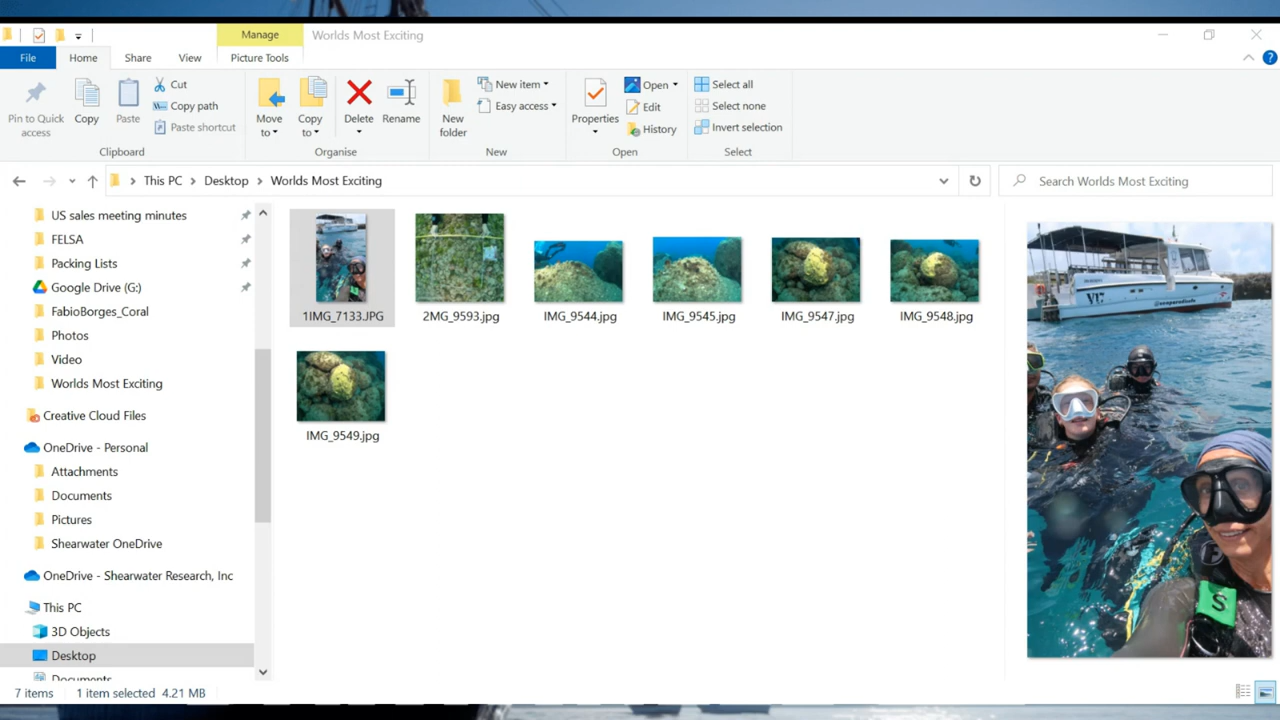 Manage
Worlds Most Exciting
File
Home
Share
View
Picture Tools
Pin to Quick access
Copy
Paste
Cut
Copy path
Paste shortcut
Move to
Copy to
Delete
Rename
New folder
New item
Easy access
Properties
Open
Edit
History
Select all
Select none
Invert selection
Clipboard
Organise
New
Open
Select
This PC > Desktop > Worlds Most Exciting
Search Worlds Most Exciting
US sales meeting minutes
FELSA
Packing Lists
Google Drive (G:)
FabioBorges_Coral
Photos
Video
Worlds Most Exciting
Creative Cloud Files
OneDrive - Personal
Attachments
Documents
Pictures
Shearwater OneDrive
OneDrive - Shearwater Research, Inc
This PC
3D Objects
Desktop
Documents
1IMG_7133.JPG
2MG_9593.jpg
IMG_9544.jpg
IMG_9545.jpg
IMG_9547.jpg
IMG_9548.jpg
IMG_9549.jpg
V17
S
7 items
1 item selected 4.21 MB